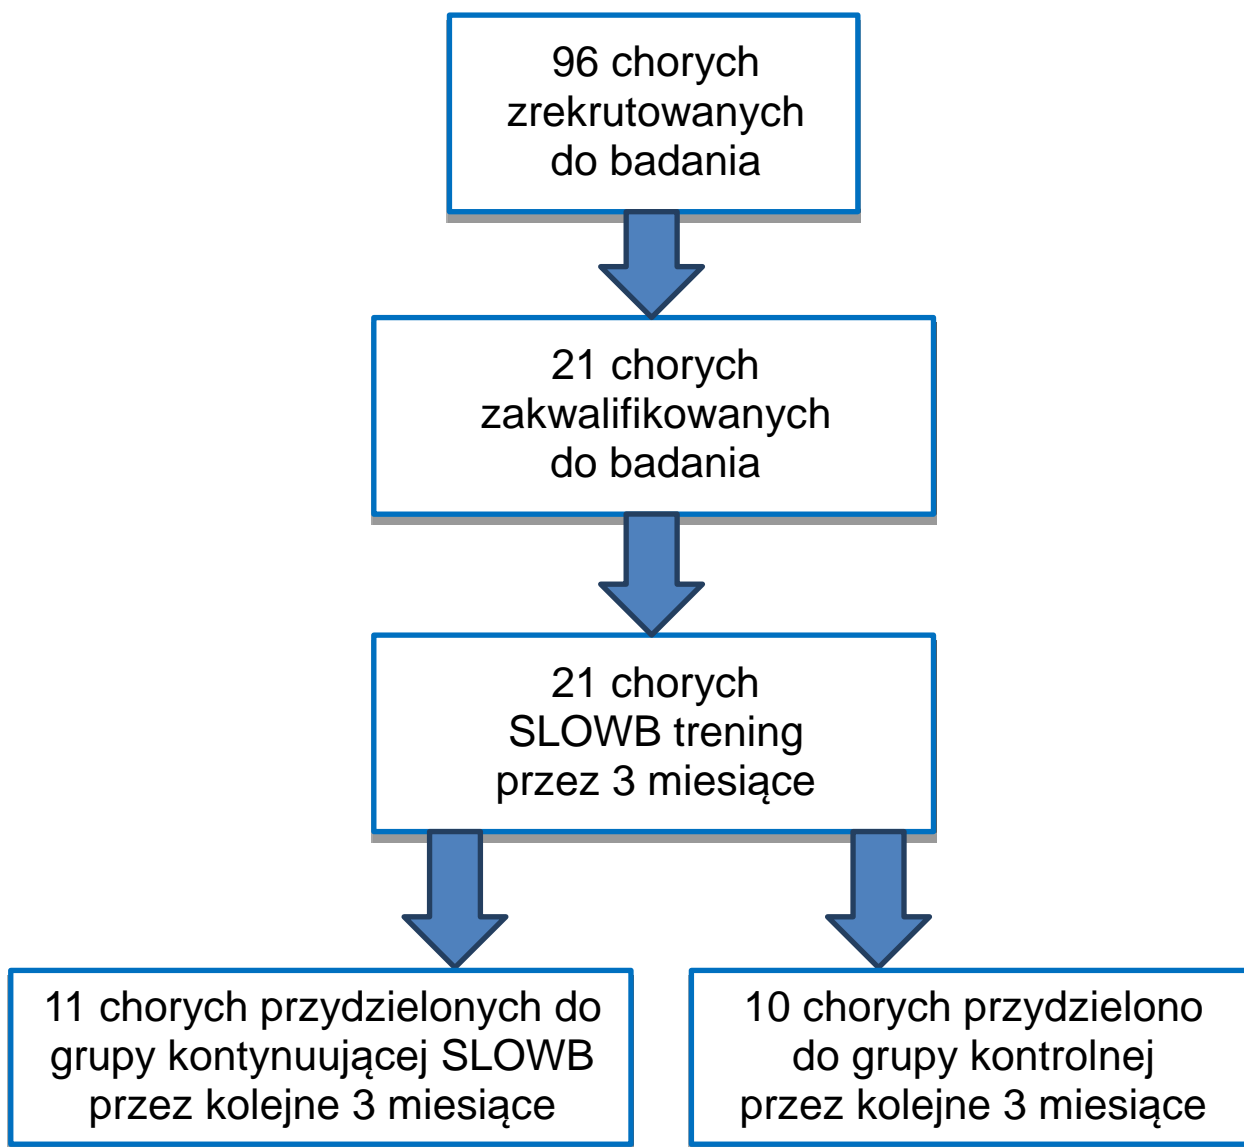 96 chorych
zrekrutowanych
do badania
21 chorych
zakwalifikowanych
do badania
21 chorych
SLOWB trening
przez 3 miesiące
11 chorych przydzielonych do
grupy kontynuującej SLOWB
przez kolejne 3 miesiące
10 chorych przydzielono
do grupy kontrolnej
przez kolejne 3 miesiące